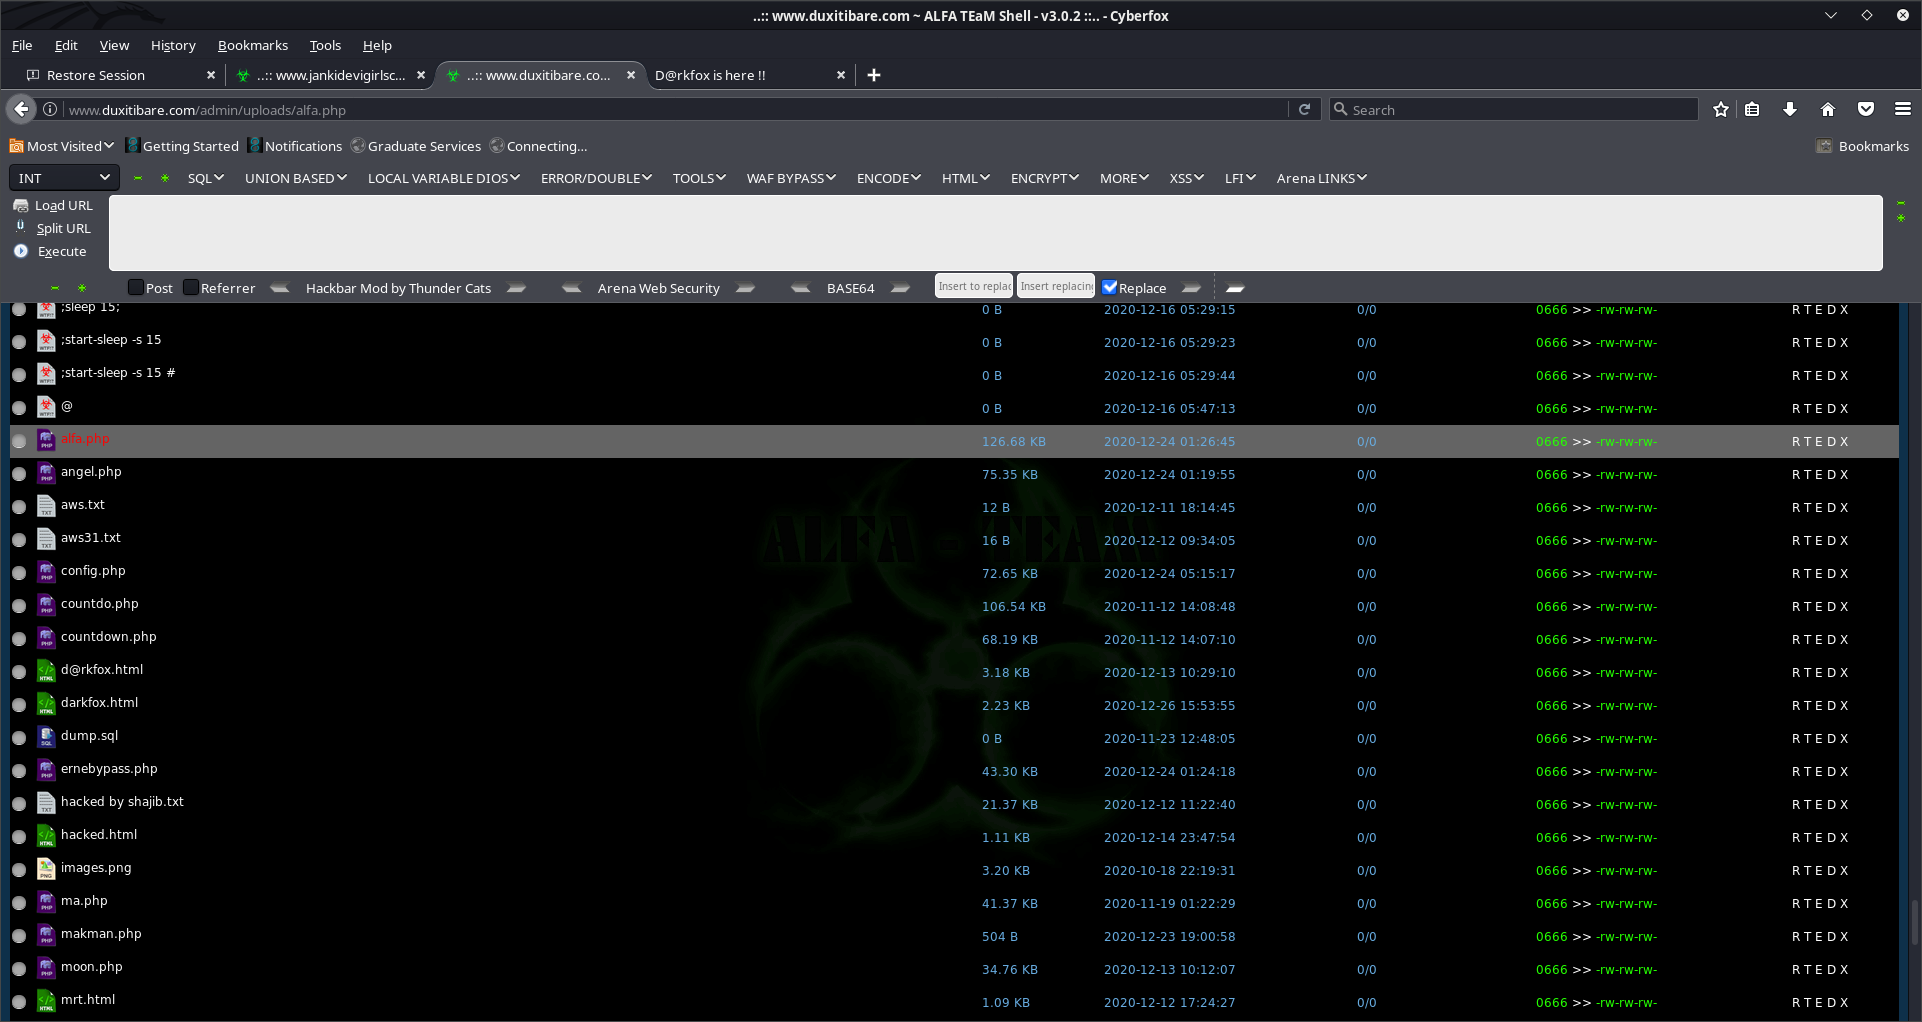 ..:: www.duxitibare.com ~ ALFA TEaM Shell - v3.0.2 ::.. - Cyberfox
File Edit View History Bookmarks Tools Help
Restore Session ..:: www.jankidevigirlsc... ..:: www.duxitibare.co... D@rkfox is here !!
www.duxitibare.com/admin/uploads/alfa.php Search
Most Visited Getting Started Notifications Graduate Services Connecting... Bookmarks
INT SQL UNION BASED LOCAL VARIABLE DIOS ERROR/DOUBLE TOOLS WAF BYPASS ENCODE HTML ENCRYPT MORE XSS LFI Arena LINKS
Load URL
Split URL
Execute
Post Referrer Hackbar Mod by Thunder Cats Arena Web Security BASE64 Insert to replac Insert replacing Replace
;sleep 15; 0 B 2020-12-16 05:29:15 0/0 0666 >> -rw-rw-rw- R T E D X
;start-sleep -s 15 0 B 2020-12-16 05:29:23 0/0 0666 >> -rw-rw-rw- R T E D X
;start-sleep -s 15 # 0 B 2020-12-16 05:29:44 0/0 0666 >> -rw-rw-rw- R T E D X
@ 0 B 2020-12-16 05:47:13 0/0 0666 >> -rw-rw-rw- R T E D X
alfa.php 126.68 KB 2020-12-24 01:26:45 0/0 0666 >> -rw-rw-rw- R T E D X
angel.php 75.35 KB 2020-12-24 01:19:55 0/0 0666 >> -rw-rw-rw- R T E D X
aws.txt 12 B 2020-12-11 18:14:45 0/0 0666 >> -rw-rw-rw- R T E D X
ALFA - TEAM
aws31.txt 16 B 2020-12-12 09:34:05 0/0 0666 >> -rw-rw-rw- R T E D X
config.php 72.65 KB 2020-12-24 05:15:17 0/0 0666 >> -rw-rw-rw- R T E D X
countdo.php 106.54 KB 2020-11-12 14:08:48 0/0 0666 >> -rw-rw-rw- R T E D X
countdown.php 68.19 KB 2020-11-12 14:07:10 0/0 0666 >> -rw-rw-rw- R T E D X
d@rkfox.html 3.18 KB 2020-12-13 10:29:10 0/0 0666 >> -rw-rw-rw- R T E D X
darkfox.html 2.23 KB 2020-12-26 15:53:55 0/0 0666 >> -rw-rw-rw- R T E D X
dump.sql 0 B 2020-11-23 12:48:05 0/0 0666 >> -rw-rw-rw- R T E D X
ernebypass.php 43.30 KB 2020-12-24 01:24:18 0/0 0666 >> -rw-rw-rw- R T E D X
hacked by shajib.txt 21.37 KB 2020-12-12 11:22:40 0/0 0666 >> -rw-rw-rw- R T E D X
hacked.html 1.11 KB 2020-12-14 23:47:54 0/0 0666 >> -rw-rw-rw- R T E D X
images.png 3.20 KB 2020-10-18 22:19:31 0/0 0666 >> -rw-rw-rw- R T E D X
ma.php 41.37 KB 2020-11-19 01:22:29 0/0 0666 >> -rw-rw-rw- R T E D X
makman.php 504 B 2020-12-23 19:00:58 0/0 0666 >> -rw-rw-rw- R T E D X
moon.php 34.76 KB 2020-12-13 10:12:07 0/0 0666 >> -rw-rw-rw- R T E D X
mrt.html 1.09 KB 2020-12-12 17:24:27 0/0 0666 >> -rw-rw-rw- R T E D X